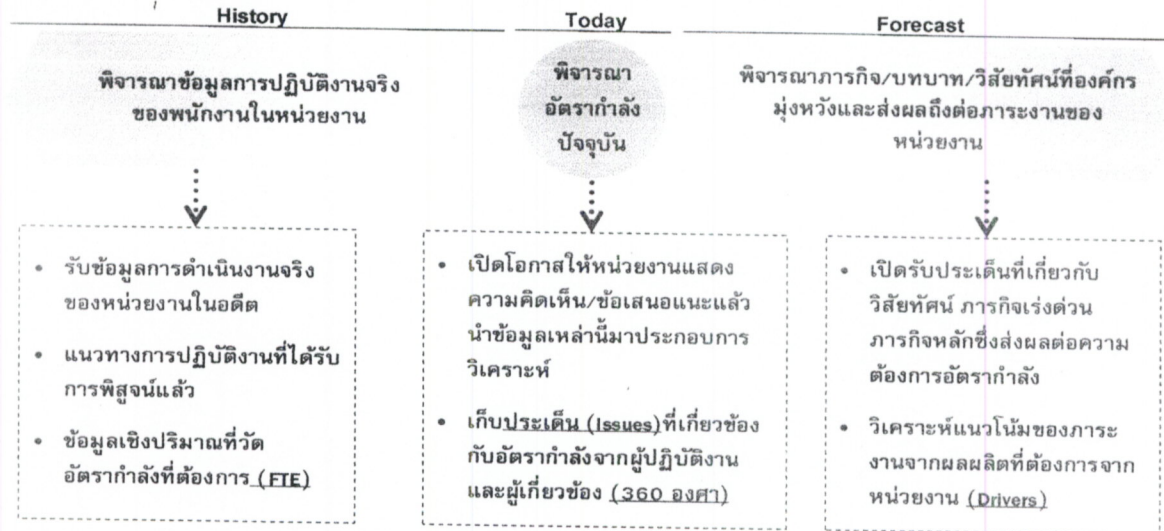 History
พิจารณาข้อมูลการปฏิบัติงานจริง
ของพนักงานในหน่วยงาน
รับข้อมูลการดำเนินงานจริง
ของหน่วยงานในอดีต
แนวทางการปฏิบัติงานที่ได้รับ
การพิสูจน์แล้ว
ข้อมูลเชิงปริมาณที่วัด
อัตรากำลังที่ต้องการ (FTE)
Today
พิจารณา
อัตรากำลัง
ปัจจุบัน
เปิดโอกาสให้หน่วยงานแสดง
ความคิดเห็น/ข้อเสนอแนะแล้ว
นำข้อมูลเหล่านี้มาประกอบการ
วิเคราะห์
เก็บประเด็น (Issues)ที่เกี่ยวข้อง
กับอัตรากำลังจากผู้ปฏิบัติงาน
และผู้เกี่ยวข้อง (360 องศา)
Forecast
พิจารณาภารกิจ/บทบาท/วิสัยทัศน์ที่องค์กร
มุ่งหวังและส่งผลถึงต่อภาระงานของ
หน่วยงาน
เปิดรับประเด็นที่เกี่ยวกับ
วิสัยทัศน์ ภารกิจเร่งด่วน
ภารกิจหลักซึ่งส่งผลต่อความ
ต้องการอัตรากำลัง
วิเคราะห์แนวโน้มของภาระ
งานจากผลผลิตที่ต้องการจาก
หน่วยงาน (Drivers)